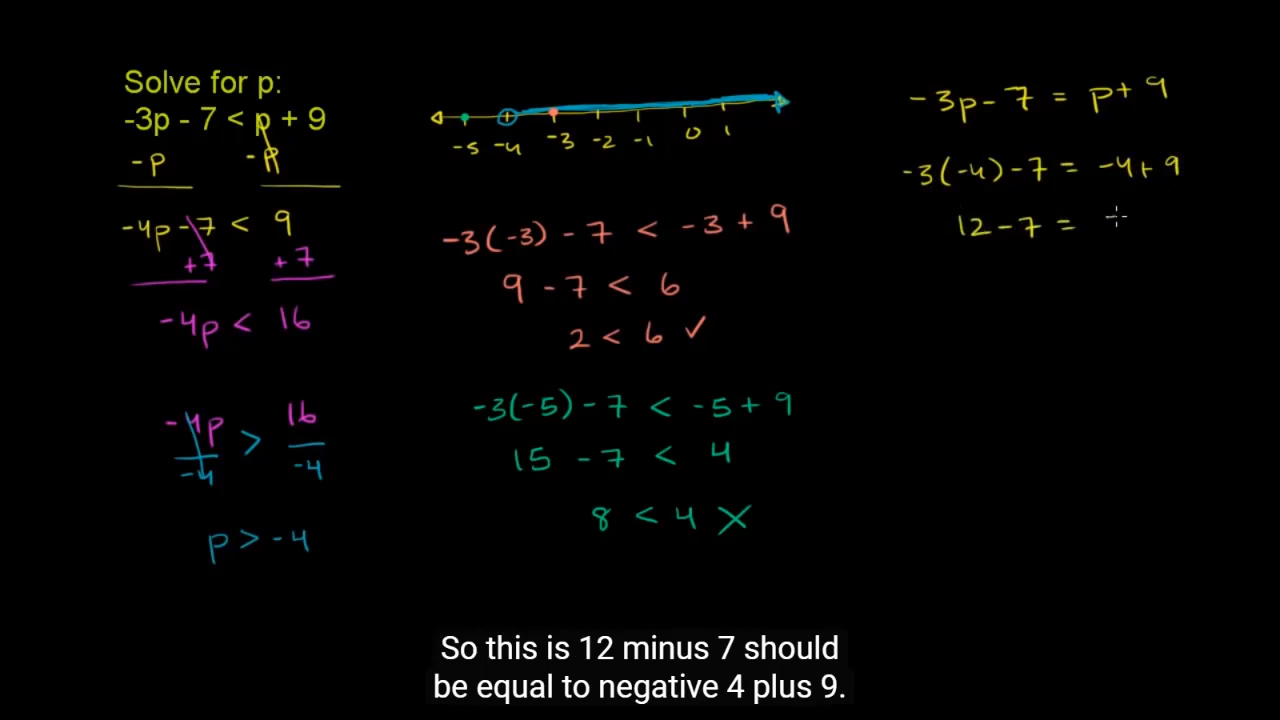 Solve for p:
-3p - 7 < p + 9
-p -p
-4p - 7 < 9
+7 +7
-4p < 16
-4p > 16
-4 -4
p > -4
-5 -4 -3 -2 -1 0 1
-3(-3) - 7 < -3 + 9
9 - 7 < 6
2 < 6 ✓
-3(-5) - 7 < -5 + 9
15 - 7 < 4
8 < 4 X
-3p - 7 = p + 9
-3(-4) - 7 = -4 + 9
12 - 7 =
So this is 12 minus 7 should
be equal to negative 4 plus 9.